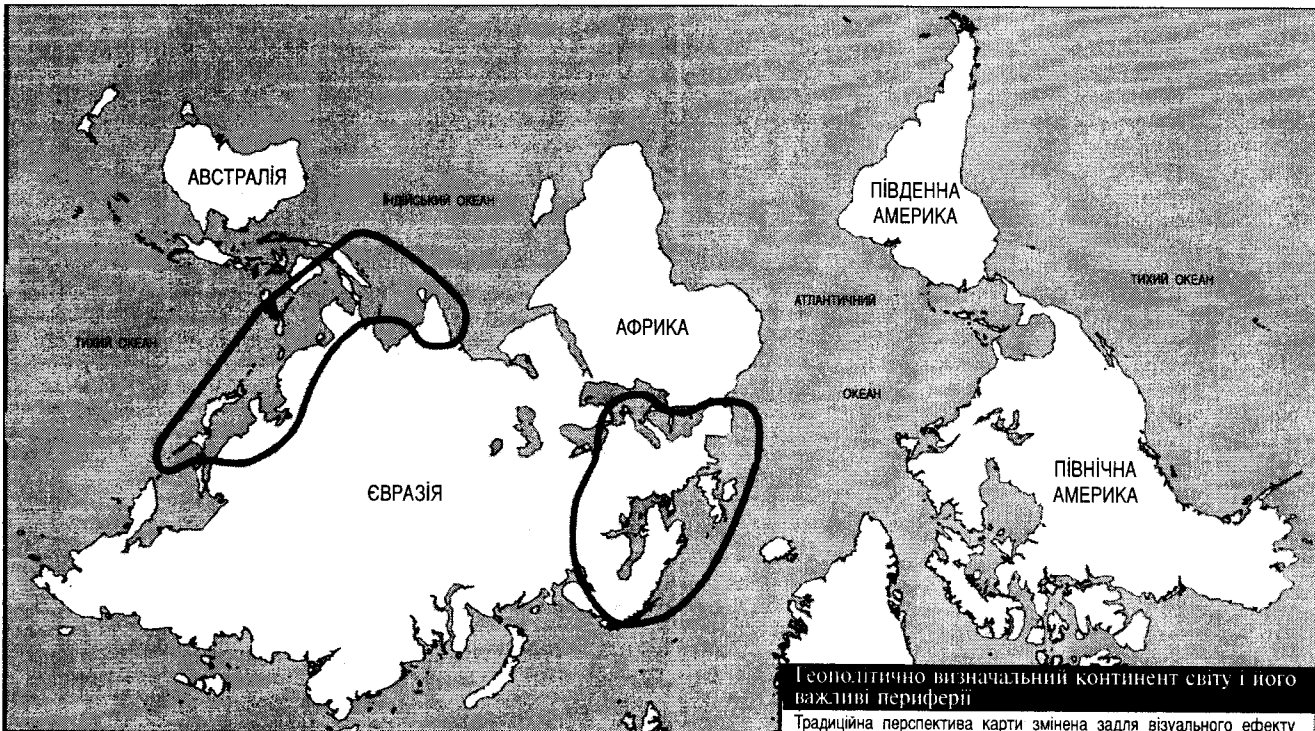 АВСТРАЛІЯ
ІНДІЙСЬКИЙ ОКЕАН
ПІВДЕННА
АМЕРИКА
ТИХИЙ ОКЕАН
АТЛАНТИЧНИЙ
АФРИКА
ТИХИЙ ОКЕАН
ОКЕАН
ЄВРАЗІЯ
ПІВНІЧНА
АМЕРИКА
Геополітично визначальний континент світу і його
важливі периферії
Традиційна перспектива карти змінена задля візуального ефекту